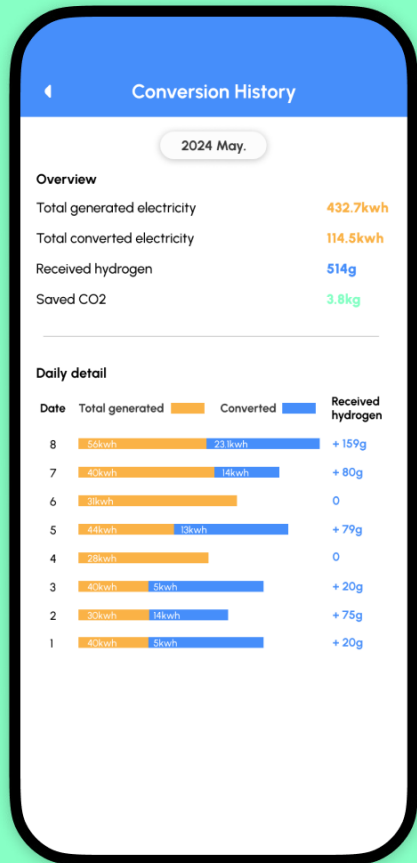 Conversion History
2024 May.
Overview
Total generated electricity 432.7kwh
Total converted electricity 114.5kwh
Received hydrogen 514g
Saved CO2 3.8kg
Daily detail
Date Total generated Converted Received hydrogen
8 56kwh 23.1kwh + 159g
7 40kwh 14kwh + 80g
6 31kwh 0
5 44kwh 13kwh + 79g
4 28kwh 0
3 40kwh 5kwh + 20g
2 30kwh 14kwh + 75g
1 40kwh 5kwh + 20g